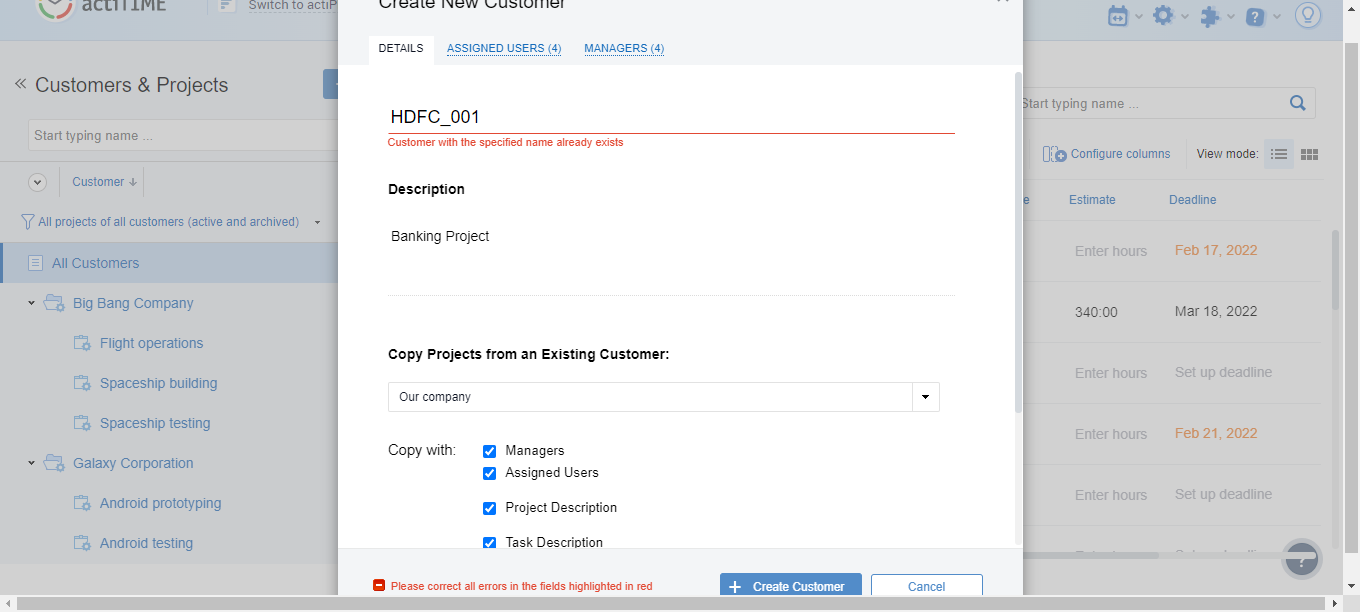 actiTIME
Switch to actiP
Create New Customer
DETAILS
ASSIGNED USERS (4)
MANAGERS (4)
Customers & Projects
Start typing name ...
Customer
All projects of all customers (active and archived)
All Customers
Big Bang Company
Flight operations
Spaceship building
Spaceship testing
Galaxy Corporation
Android prototyping
Android testing
HDFC_001
Customer with the specified name already exists
Description
Banking Project
Copy Projects from an Existing Customer:
Our company
Copy with:
Managers
Assigned Users
Project Description
Task Description
Please correct all errors in the fields highlighted in red
Create Customer
Cancel
Start typing name ...
Configure columns
View mode:
Estimate
Deadline
Enter hours
Feb 17, 2022
340:00
Mar 18, 2022
Enter hours
Set up deadline
Enter hours
Feb 21, 2022
Enter hours
Set up deadline